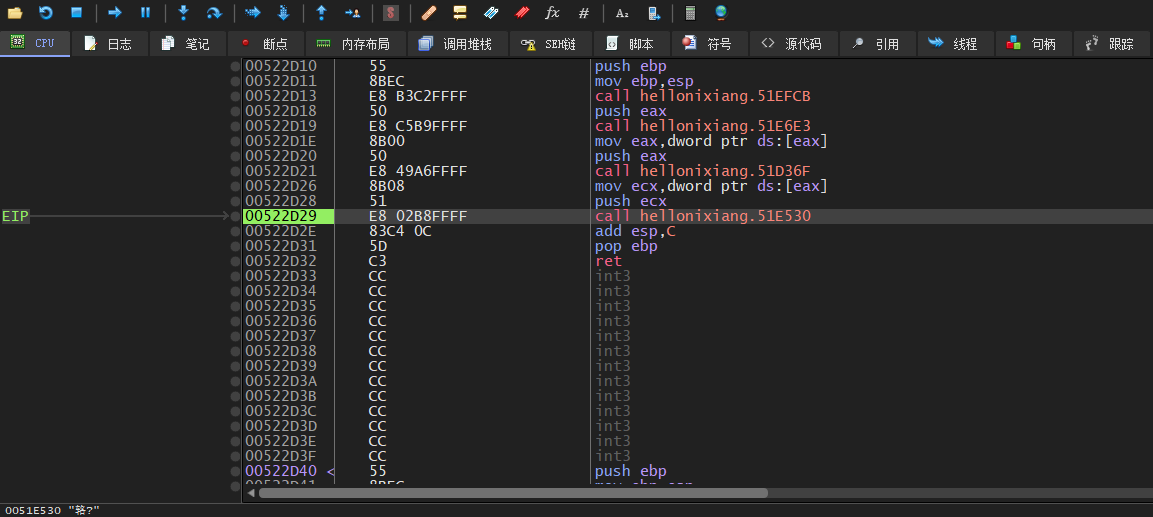 CPU 日志 笔记 断点 内存布局 调用堆栈 SEH链 脚本 符号 源代码 引用 线程 句柄 跟踪
00522D10 55 push ebp
00522D11 8BEC mov ebp,esp
00522D13 E8 B3C2FFFF call hellonixiang.51EFCB
00522D18 50 push eax
00522D19 E8 C5B9FFFF call hellonixiang.51E6E3
00522D1E 8B00 mov eax,dword ptr ds:[eax]
00522D20 50 push eax
00522D21 E8 49A6FFFF call hellonixiang.51D36F
00522D26 8B08 mov ecx,dword ptr ds:[eax]
00522D28 51 push ecx
EIP 00522D29 E8 02B8FFFF call hellonixiang.51E530
00522D2E 83C4 0C add esp,C
00522D31 5D pop ebp
00522D32 C3 ret
00522D33 CC int3
00522D34 CC int3
00522D35 CC int3
00522D36 CC int3
00522D37 CC int3
00522D38 CC int3
00522D39 CC int3
00522D3A CC int3
00522D3B CC int3
00522D3C CC int3
00522D3D CC int3
00522D3E CC int3
00522D3F CC int3
00522D40 < 55 push ebp
0051E530 "辂?"